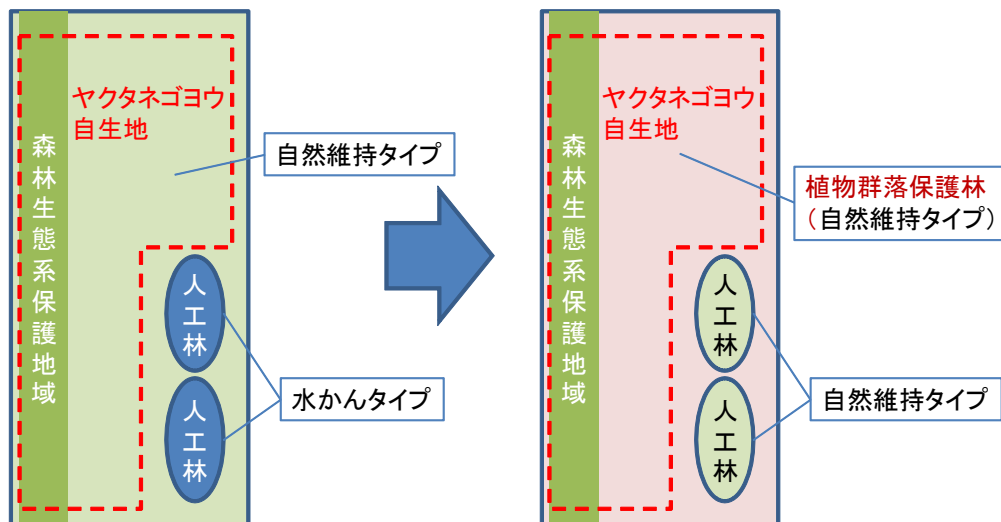 森林生態系保護地域
ヤクタネゴヨウ
自生地
自然維持タイプ
人工林
人工林
水かんタイプ
森林生態系保護地域
ヤクタネゴヨウ
自生地
植物群落保護林
（自然維持タイプ）
人工林
人工林
自然維持タイプ